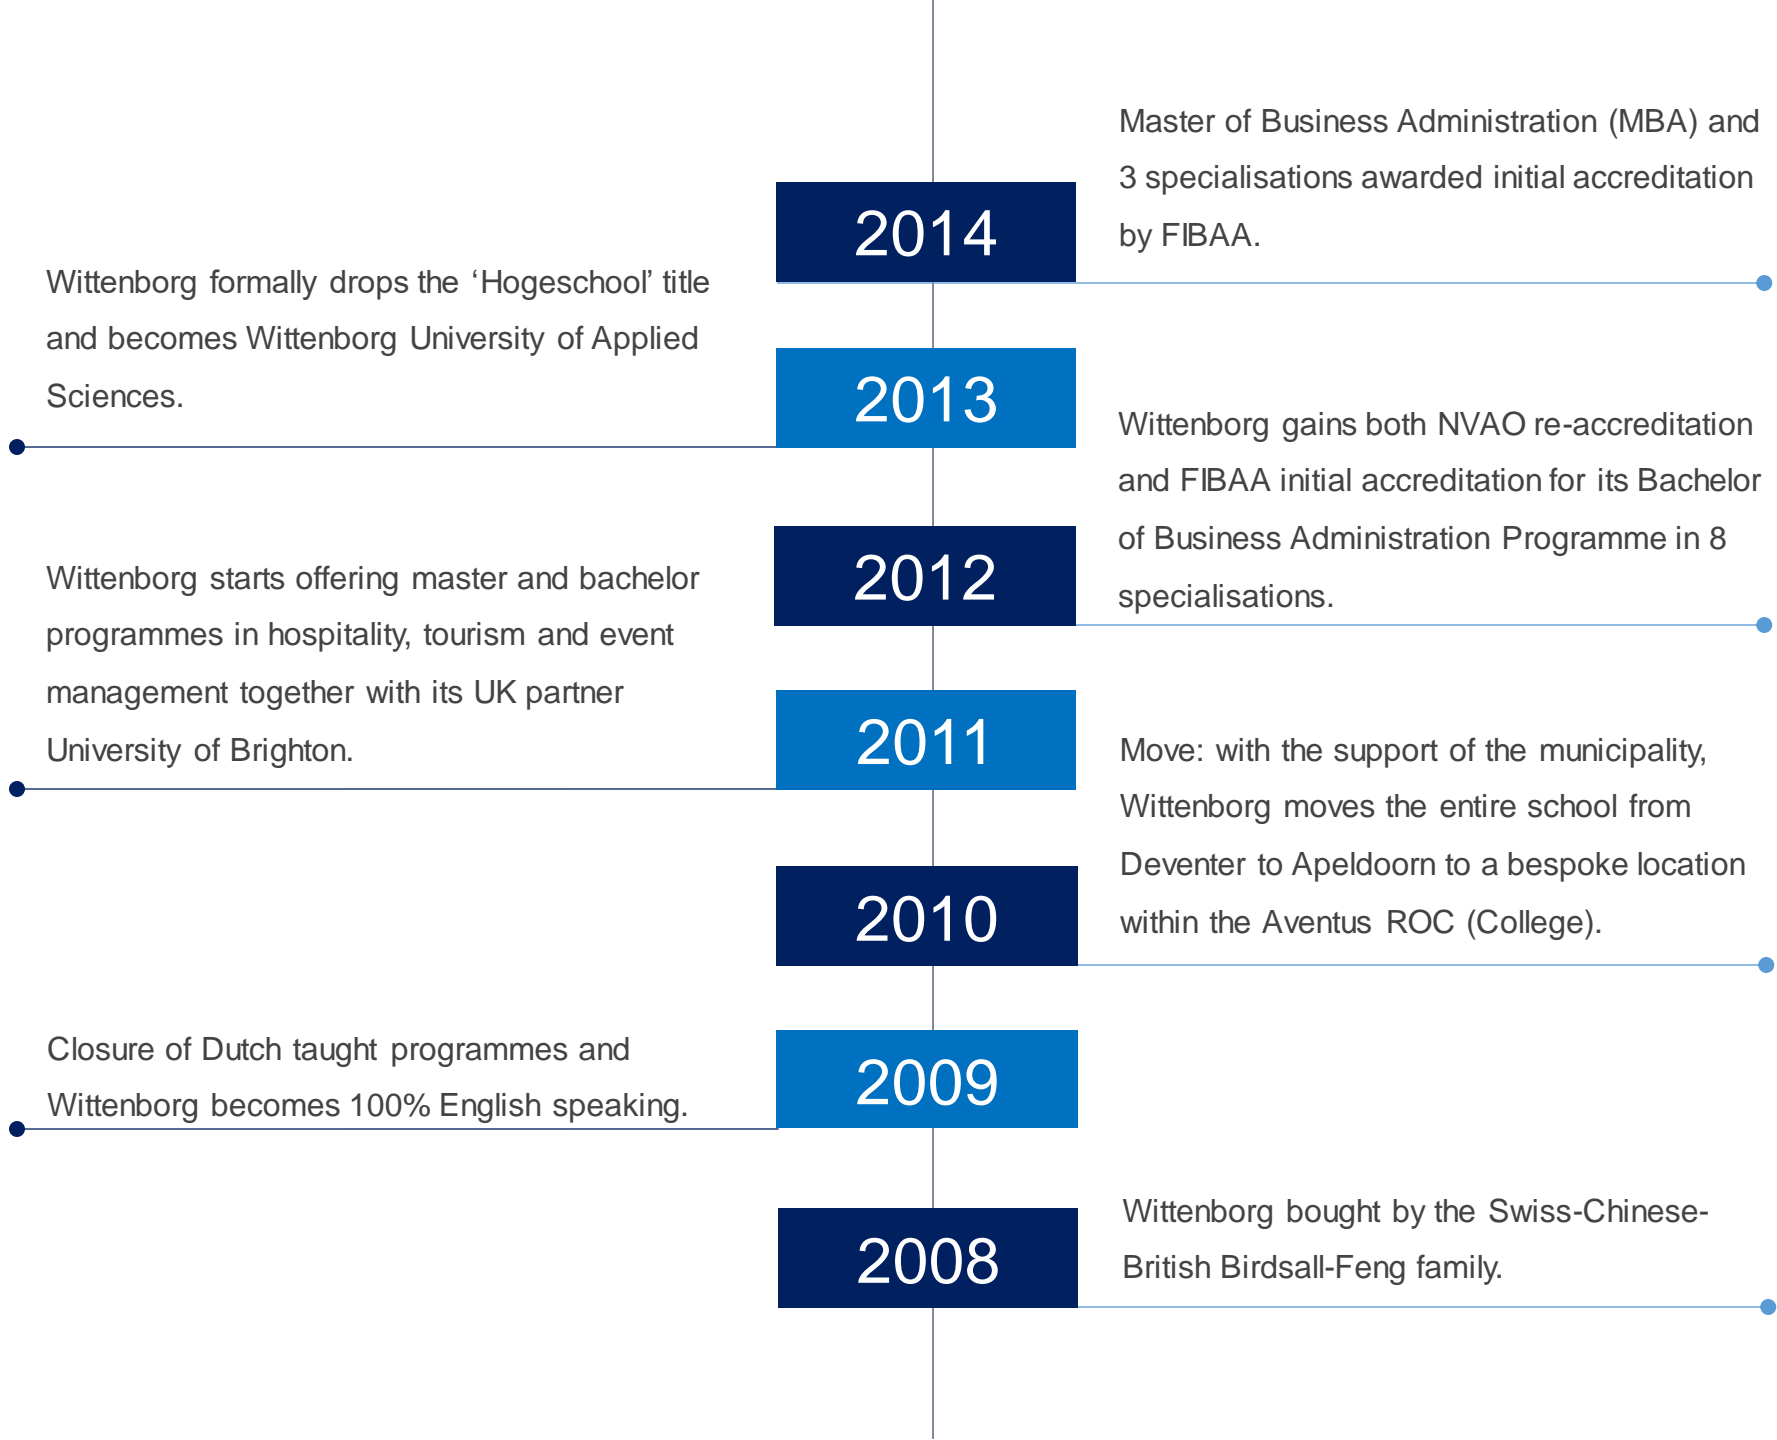 2014
Master of Business Administration (MBA) and
3 specialisations awarded initial accreditation
by FIBAA.
2013
Wittenborg formally drops the ‘Hogeschool’ title
and becomes Wittenborg University of Applied
Sciences.
2012
Wittenborg gains both NVAO re-accreditation
and FIBAA initial accreditation for its Bachelor
of Business Administration Programme in 8
specialisations.
2011
Wittenborg starts offering master and bachelor
programmes in hospitality, tourism and event
management together with its UK partner
University of Brighton.
2010
Move: with the support of the municipality,
Wittenborg moves the entire school from
Deventer to Apeldoorn to a bespoke location
within the Aventus ROC (College).
2009
Closure of Dutch taught programmes and
Wittenborg becomes 100% English speaking.
2008
Wittenborg bought by the Swiss-Chinese-
British Birdsall-Feng family.